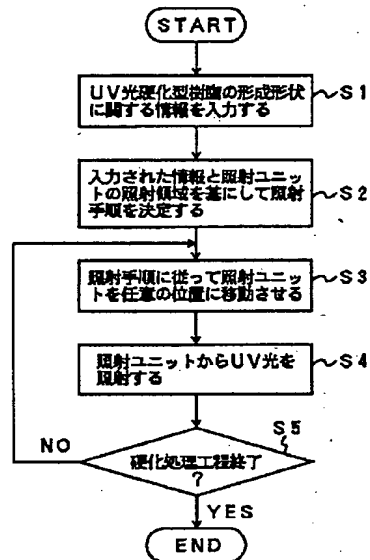 START
UV光硬化型樹脂の形成形状
に関する情報を入力する
S1
入力された情報と照射ユニッ
トの照射領域を基にして照射
手順を決定する
S2
照射手順に従って照射ユニッ
トを任意の位置に移動させる
S3
照射ユニットからUV光を
照射する
S4
S5
硬化処理工程終了
?
NO
YES
END